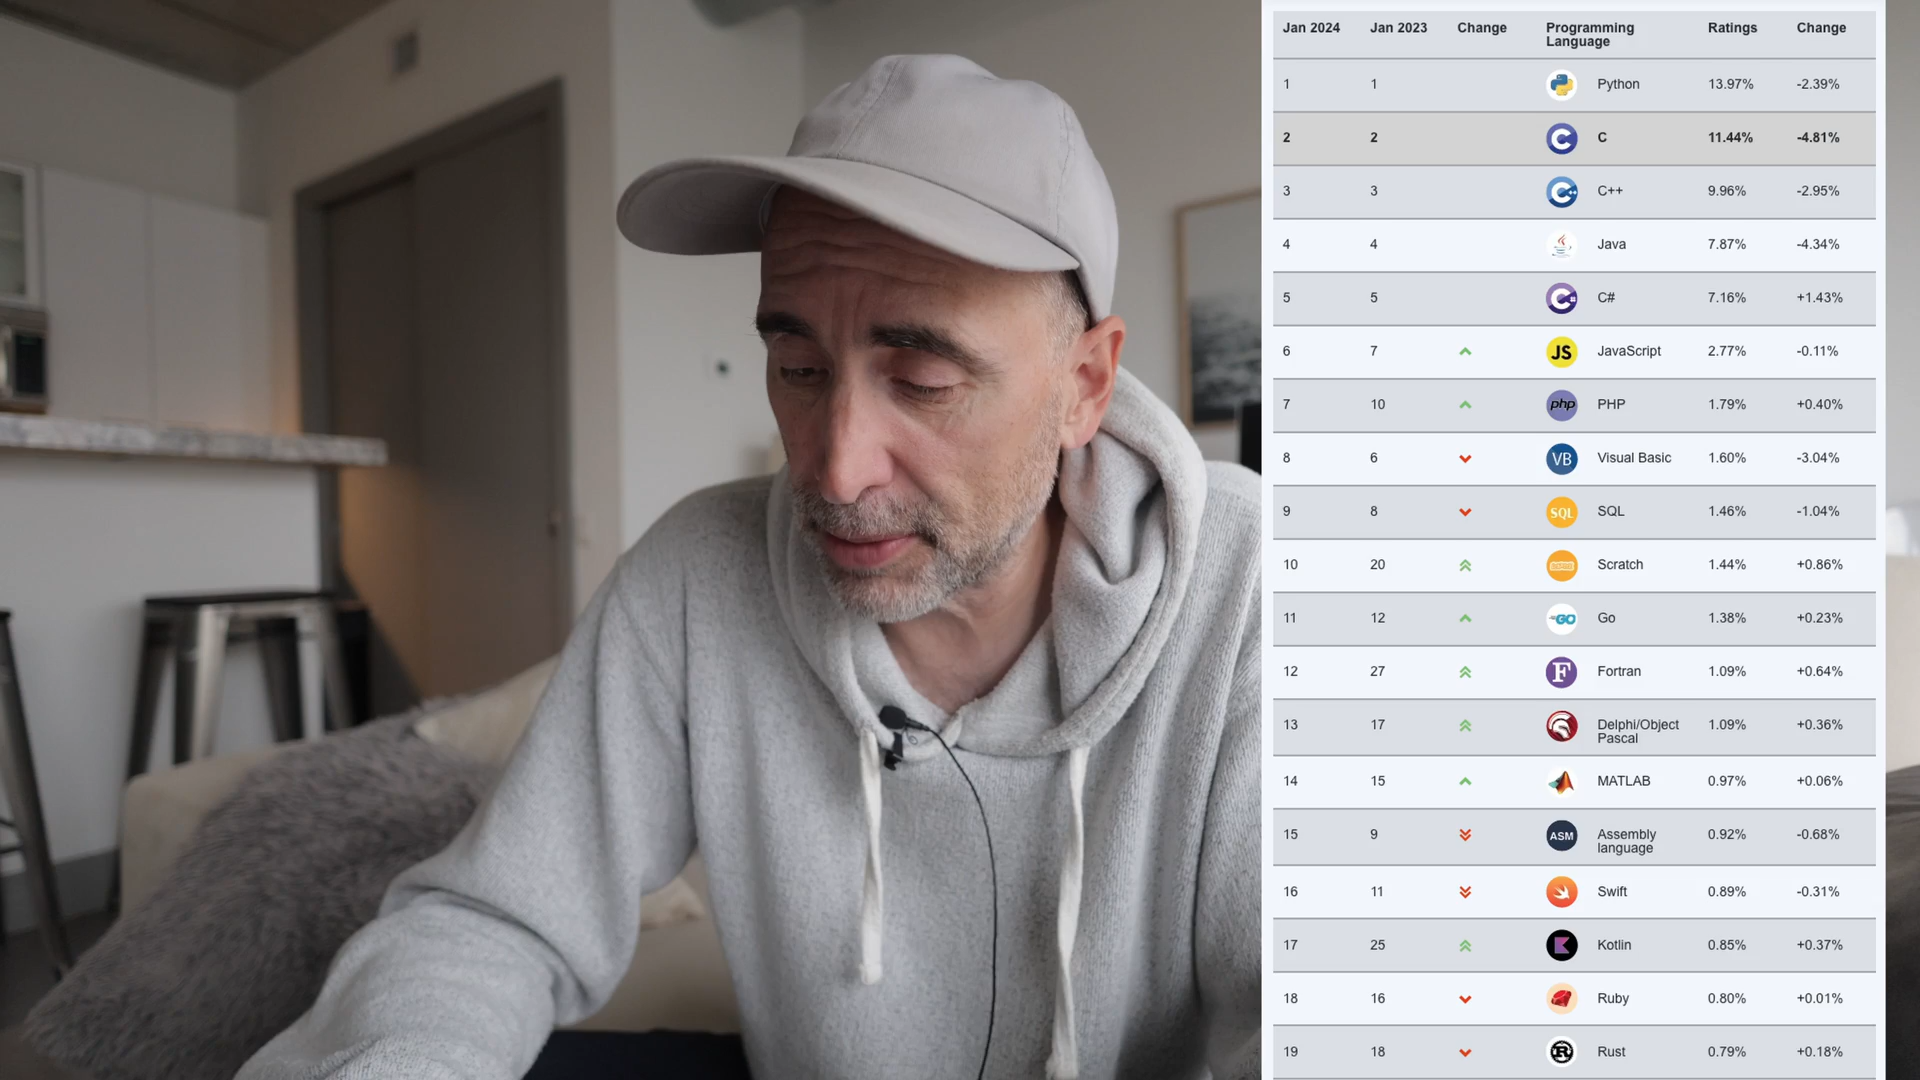 Jan 2024 Jan 2023 Change Programming Language Ratings Change
1 1 Python 13.97% -2.39%
2 2 C 11.44% -4.81%
3 3 C++ 9.96% -2.95%
4 4 Java 7.87% -4.34%
5 5 C# 7.16% +1.43%
6 7 JS JavaScript 2.77% -0.11%
7 10 php PHP 1.79% +0.40%
8 6 VB Visual Basic 1.60% -3.04%
9 8 SQL SQL 1.46% -1.04%
10 20 Scratch 1.44% +0.86%
11 12 GO Go 1.38% +0.23%
12 27 F Fortran 1.09% +0.64%
13 17 Delphi/Object Pascal 1.09% +0.36%
14 15 MATLAB 0.97% +0.06%
15 9 ASM Assembly language 0.92% -0.68%
16 11 Swift 0.89% -0.31%
17 25 Kotlin 0.85% +0.37%
18 16 Ruby 0.80% +0.01%
19 18 R Rust 0.79% +0.18%